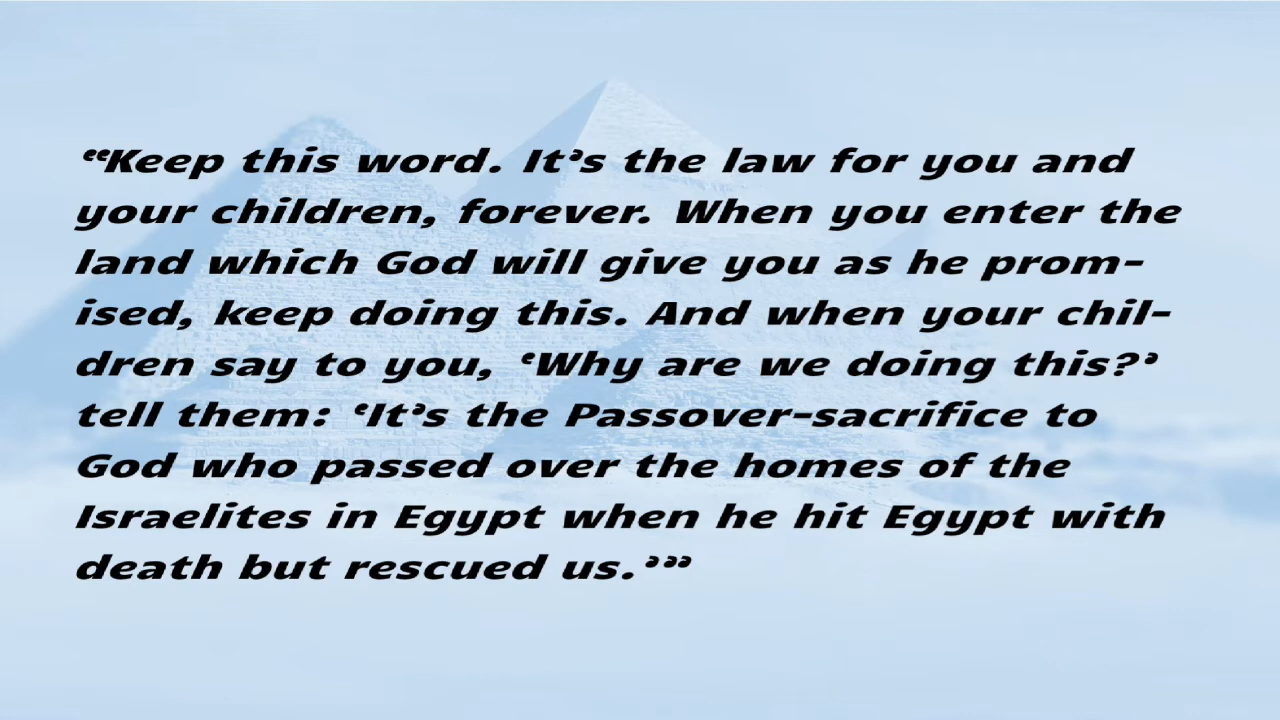 “Keep this word. It’s the law for you and
your children, forever. When you enter the
land which God will give you as he prom-
ised, keep doing this. And when your chil-
dren say to you, ‘Why are we doing this?’
tell them: ‘It’s the Passover-sacrifice to
God who passed over the homes of the
Israelites in Egypt when he hit Egypt with
death but rescued us.’”